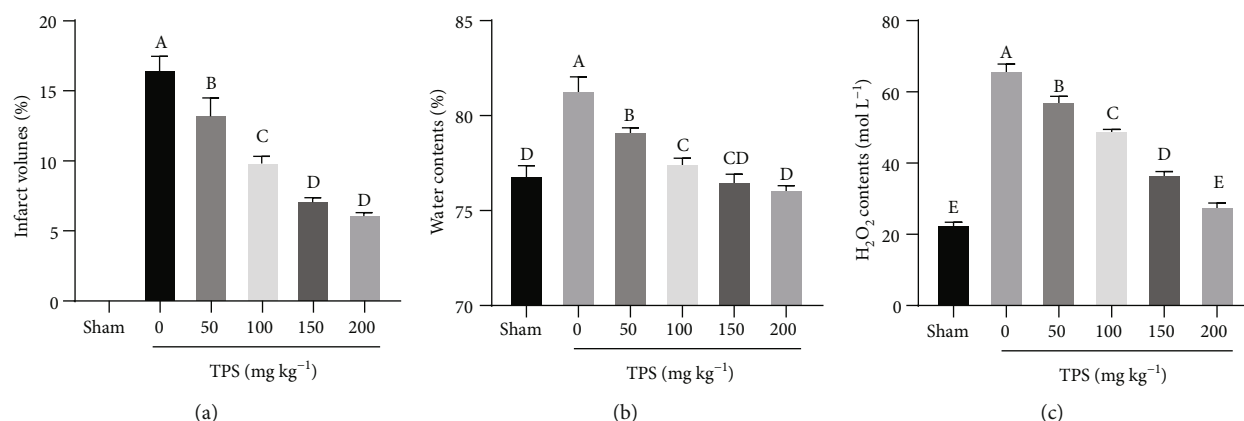 20
15
10
5
0
Infarct volunes (%)
A
B
C
D
D
Sham
0
50
100
150
200
TPS (mg kg⁻¹)
(a)
85
80
75
70
Water contents (%)
D
A
B
C
CD
D
Sham
0
50
100
150
200
TPS (mg kg⁻¹)
(b)
80
60
40
20
0
H₂O₂ contents (mol L⁻¹)
E
A
B
C
D
E
Sham
0
50
100
150
200
TPS (mg kg⁻¹)
(c)